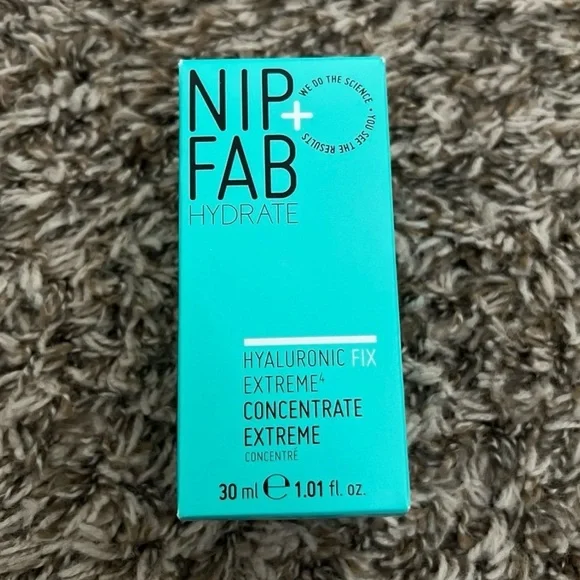 NIP+
FAB
HYDRATE
WE DO THE SCIENCE • YOU SEE THE RESULTS
HYALURONIC FIX
EXTREME⁴
CONCENTRATE
EXTREME
CONCENTRÉ
30 ml ℮ 1.01 fl. oz.